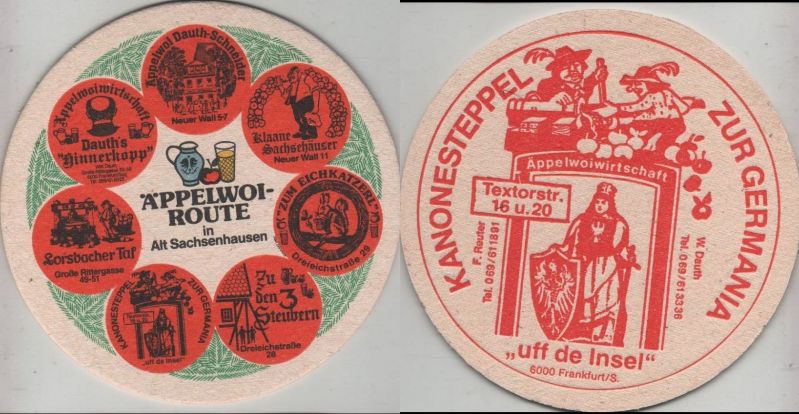 Äppelwoi Dauth-Schneider
Neuer Wall 5-7
Klaane
Sachsehäuser
Neuer Wall 11
"ZUM EICHKATZERL"
Dreieichstraße 29
Zu
den 3
Steubern
Dreieichstraße
28
KANONESTEPPEL
ZUR GERMANIA
Textorstr.
"uff de Insel"
Lorsbacher Tal
Große Rittergasse
49-51
Äppelwoiwirtschaft
Dauth's
"Hinnerkopp"
ÄPPELWOI-
ROUTE
in
Alt Sachsenhausen
KANONESTEPPEL
ZUR GERMANIA
Äppelwoiwirtschaft
Textorstr.
16 u. 20
F. Reuter
Tel. 069/611891
W. Dauth
Tel. 069/613336
„uff de Insel"
6000 Frankfurt/S.